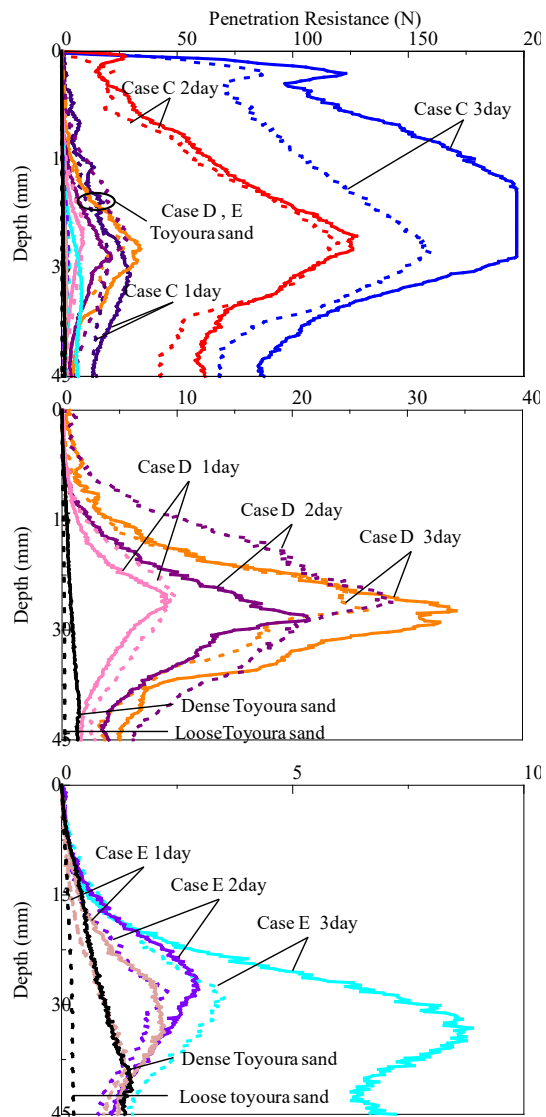 Penetration Resistance (N)
0 50 100 150 20
0
Case C 2day
Case C 3day
1
Depth (mm)
Case D , E
Toyoura sand
3
Case C 1day
45
0 10 20 30 40
0
Case D 1day
Case D 2day
15
Case D 3day
Depth (mm)
30
Dense Toyoura sand
Loose Toyoura sand
45
0 5 10
0
Case E 1day
Case E 2day
15
Case E 3day
Depth (mm)
30
Dense Toyoura sand
Loose toyoura sand
45